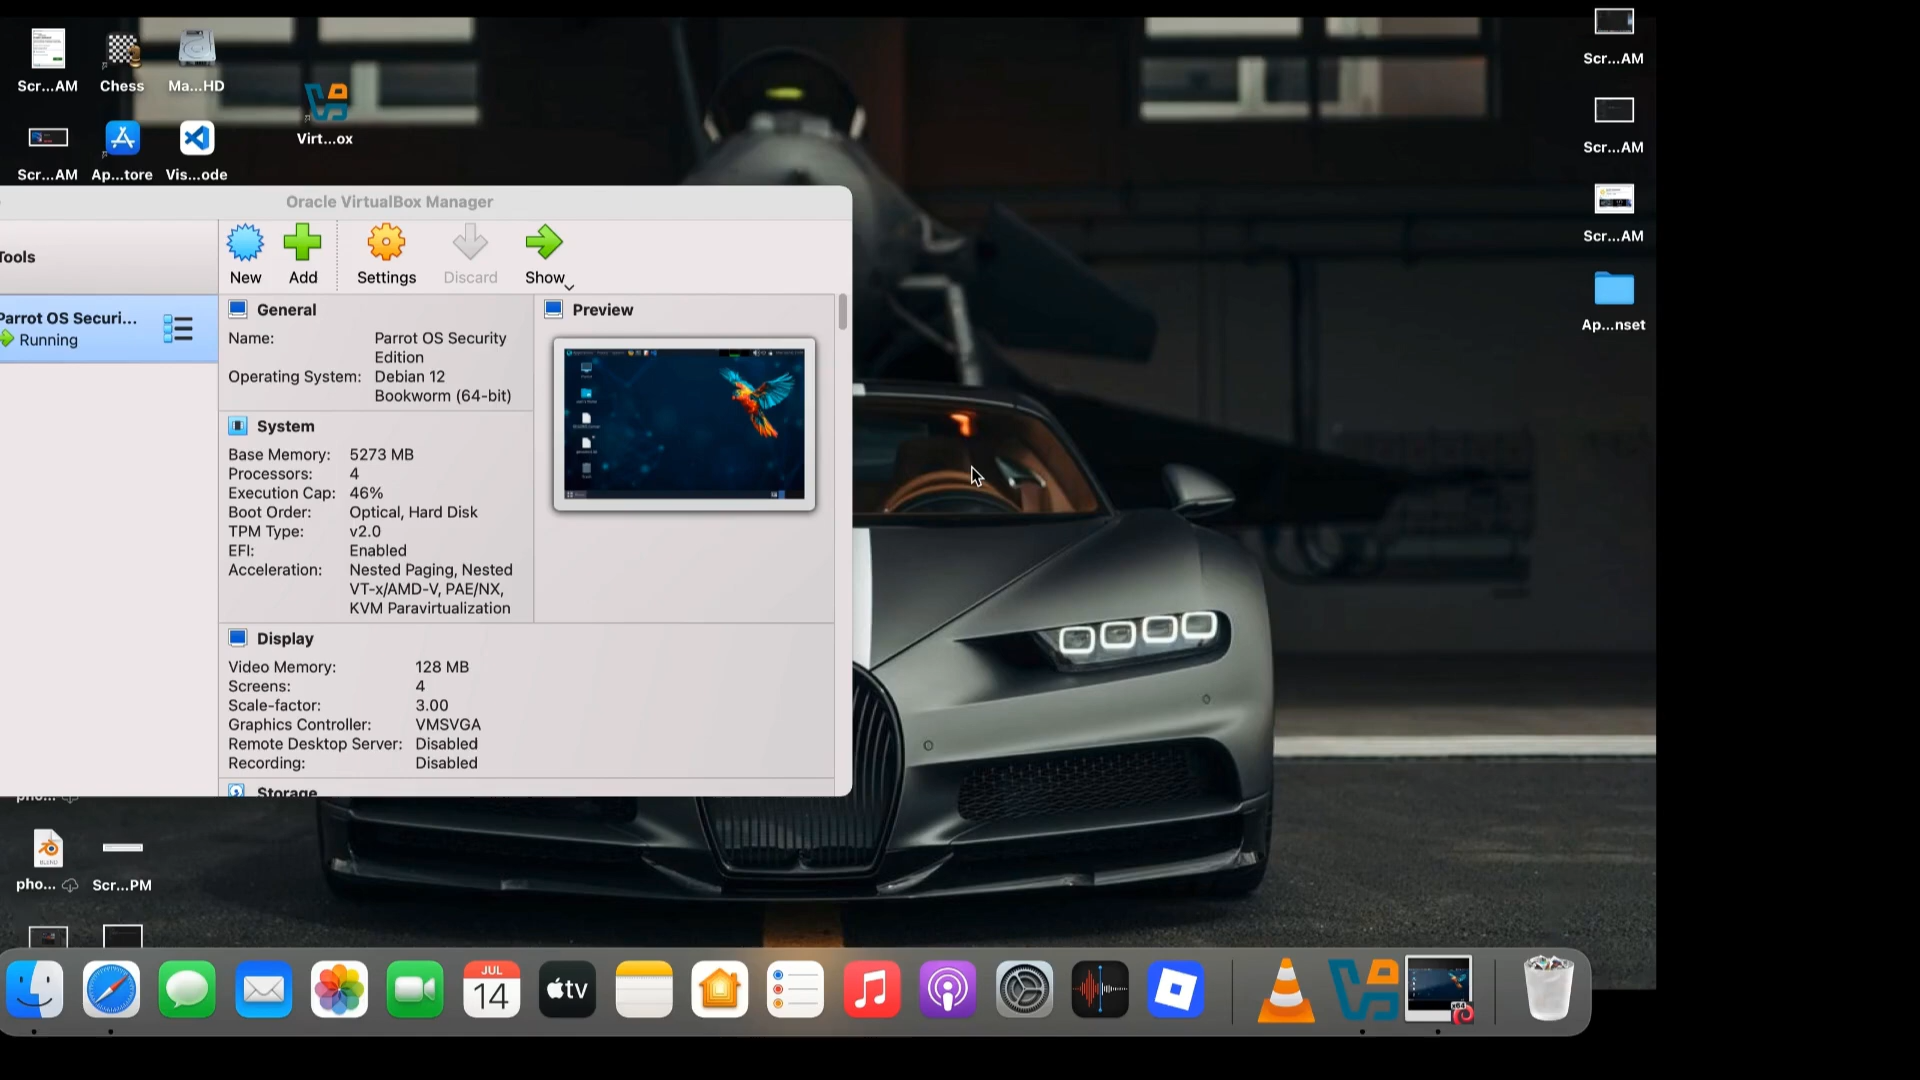 Scr...AM
Chess
Ma...HD
Virt...ox
Scr...AM
Ap...tore
Vis...ode
Scr...AM
Scr...AM
Scr...AM
Ap...nset
Oracle VirtualBox Manager
Tools
New
Add
Settings
Discard
Show
Parrot OS Securi...
Running
General
Name: Parrot OS Security
Edition
Operating System: Debian 12
Bookworm (64-bit)
Preview
System
Base Memory: 5273 MB
Processors: 4
Execution Cap: 46%
Boot Order: Optical, Hard Disk
TPM Type: v2.0
EFI: Enabled
Acceleration: Nested Paging, Nested
VT-x/AMD-V, PAE/NX,
KVM Paravirtualization
Display
Video Memory: 128 MB
Screens: 4
Scale-factor: 3.00
Graphics Controller: VMSVGA
Remote Desktop Server: Disabled
Recording: Disabled
Storage
pho...
BLEND
pho...
Scr...PM
JUL
14
tv
x64